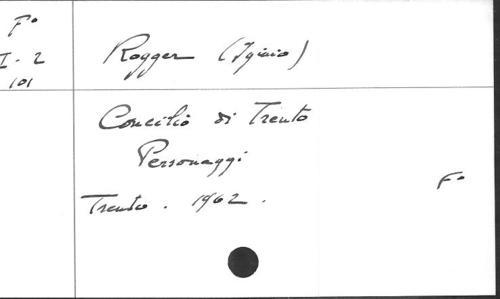 F°
I-2
101
Rogger (Iginio)
Concilio di Trento
Personaggi
Trento. 1962.
F°